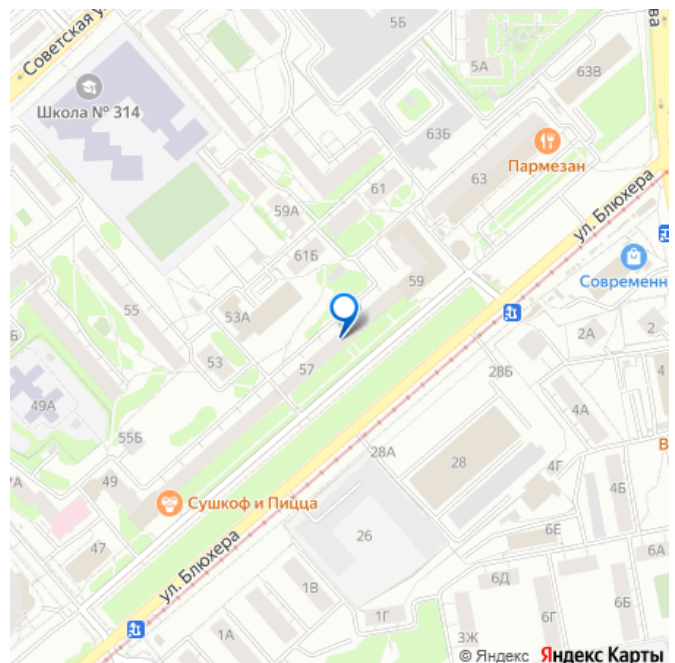 Советская у
5Б
ва
5А
63В
Школа № 314
63Б
Пармезан
63
61
59А
ул. Блюхера
61Б
59
Современн
55
53А
2А
2
Б
53
57
28Б
4
49А
4А
55Б
28А
28
4Г
В
7А
49
4Б
Сушкоф и Пицца
26
6Е
47
6А
ул. Блюхера
1В
6Д
6Б
1Г
6Г
1А
3Ж
© Яндекс Яндекс Карты